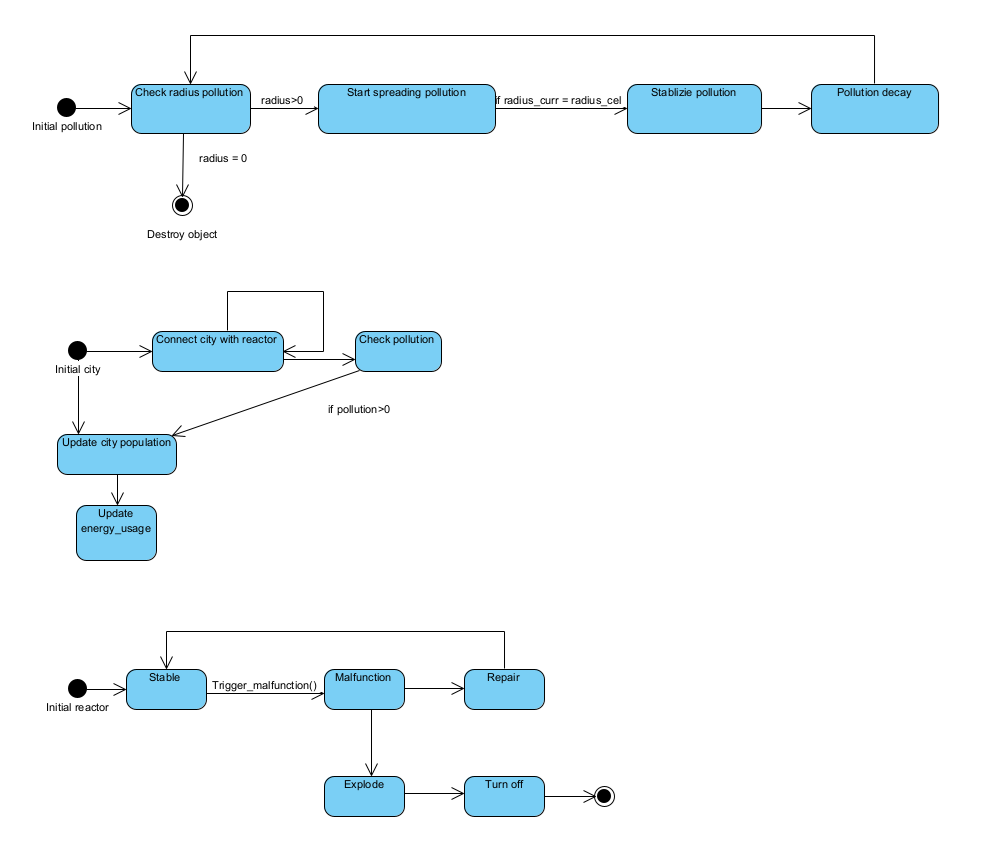 Check radius pollution
radius>0
Start spreading pollution
if radius_curr = radius_cel
Stablizie pollution
Pollution decay
Initial pollution
radius = 0
Destroy object
Connect city with reactor
Check pollution
Initial city
if pollution>0
Update city population
Update
energy_usage
Stable
Trigger_malfunction()
Malfunction
Repair
Initial reactor
Explode
Turn off